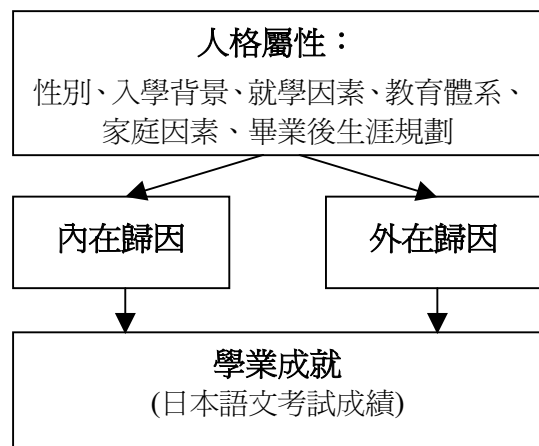 人格屬性：
性別、入學背景、就學因素、教育體系、
家庭因素、畢業後生涯規劃
內在歸因
外在歸因
學業成就
(日本語文考試成績)